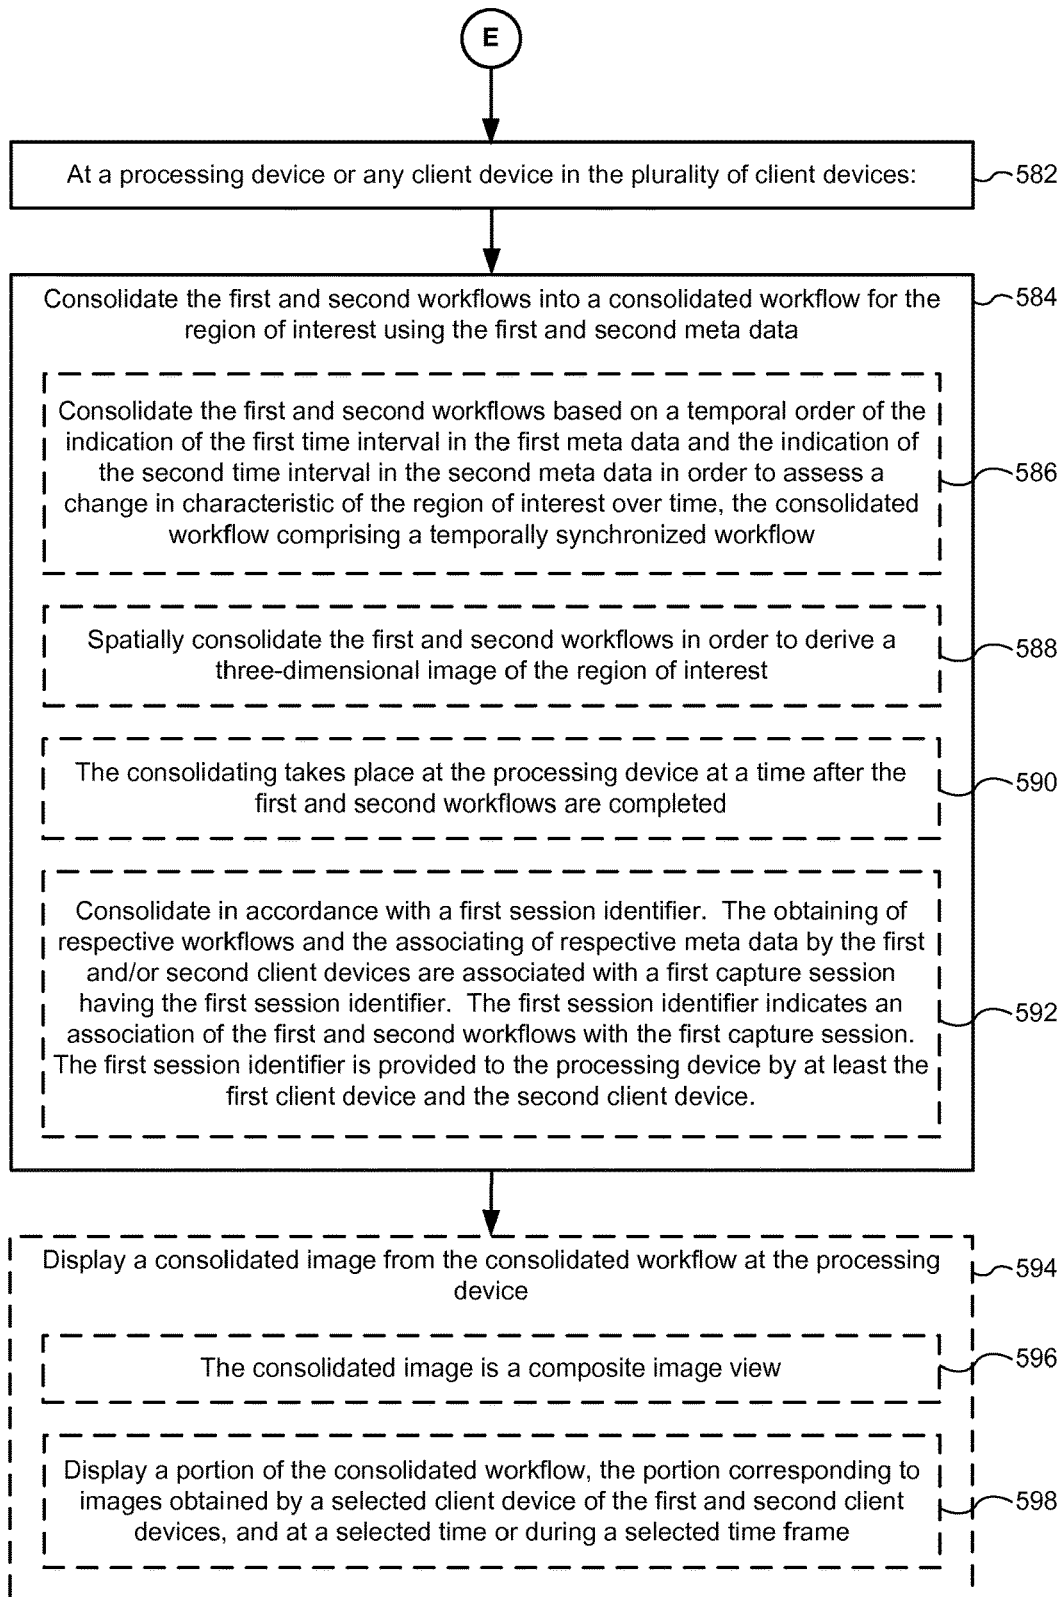 E
At a processing device or any client device in the plurality of client devices:
582
Consolidate the first and second workflows into a consolidated workflow for the
region of interest using the first and second meta data
584
Consolidate the first and second workflows based on a temporal order of the
indication of the first time interval in the first meta data and the indication of
the second time interval in the second meta data in order to assess a
change in characteristic of the region of interest over time, the consolidated
workflow comprising a temporally synchronized workflow
586
Spatially consolidate the first and second workflows in order to derive a
three-dimensional image of the region of interest
588
The consolidating takes place at the processing device at a time after the
first and second workflows are completed
590
Consolidate in accordance with a first session identifier.  The obtaining of
respective workflows and the associating of respective meta data by the first
and/or second client devices are associated with a first capture session
having the first session identifier.  The first session identifier indicates an
association of the first and second workflows with the first capture session.
The first session identifier is provided to the processing device by at least the
first client device and the second client device.
592
Display a consolidated image from the consolidated workflow at the processing
device
594
The consolidated image is a composite image view
596
Display a portion of the consolidated workflow, the portion corresponding to
images obtained by a selected client device of the first and second client
devices, and at a selected time or during a selected time frame
598